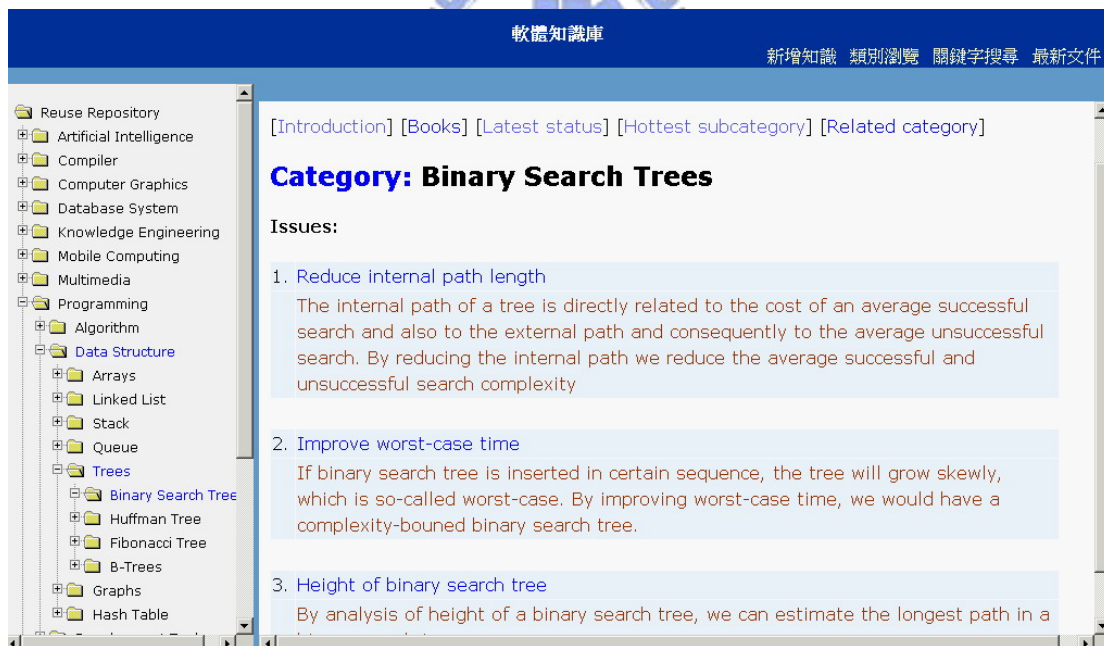 軟體知識庫
新增知識 類別瀏覽 關鍵字搜尋 最新文件
Reuse Repository
Artificial Intelligence
Compiler
Computer Graphics
Database System
Knowledge Engineering
Mobile Computing
Multimedia
Programming
Algorithm
Data Structure
Arrays
Linked List
Stack
Queue
Trees
Binary Search Tree
Huffman Tree
Fibonacci Tree
B-Trees
Graphs
Hash Table
[Introduction] [Books] [Latest status] [Hottest subcategory] [Related category]
Category: Binary Search Trees
Issues:
1. Reduce internal path length
The internal path of a tree is directly related to the cost of an average successful
search and also to the external path and consequently to the average unsuccessful
search. By reducing the internal path we reduce the average successful and
unsuccessful search complexity
2. Improve worst-case time
If binary search tree is inserted in certain sequence, the tree will grow skewly,
which is so-called worst-case. By improving worst-case time, we would have a
complexity-bouned binary search tree.
3. Height of binary search tree
By analysis of height of a binary search tree, we can estimate the longest path in a